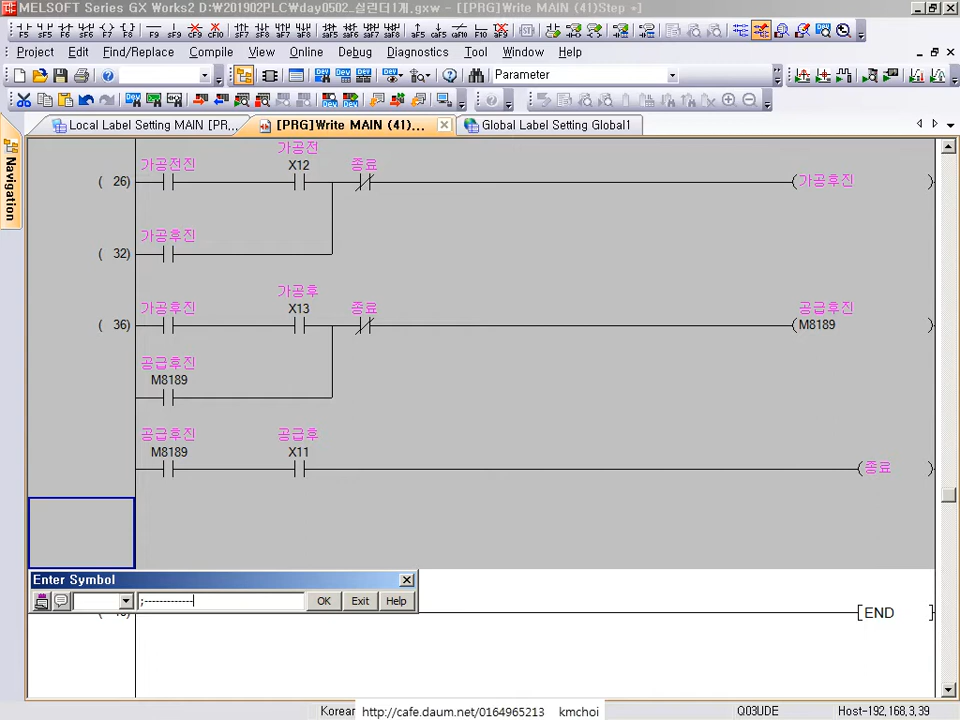 MELSOFT Series GX Works2 D:\201902PLC\day0502_살린더1계.gxw - [[PRG]Write MAIN (41)Step *]
Project Edit Find/Replace Compile View Online Debug Diagnostics Tool Window Help
Parameter
Local Label Setting MAIN [PR...
[PRG]Write MAIN (41)...
Global Label Setting Global1
Navigation
가공전
가공전진 X12 종료
( 26) (가공후진 )
가공후진
( 32)
가공후
가공후진 X13 종료 공급후진
( 36) (M8189 )
공급후진
M8189
공급후진 공급후
M8189 X11
(종료 )
Enter Symbol
;------------- OK Exit Help
[END ]
Korean http://cafe.daum.net/0164965213 kmchoi Q03UDE Host-192,168,3,39